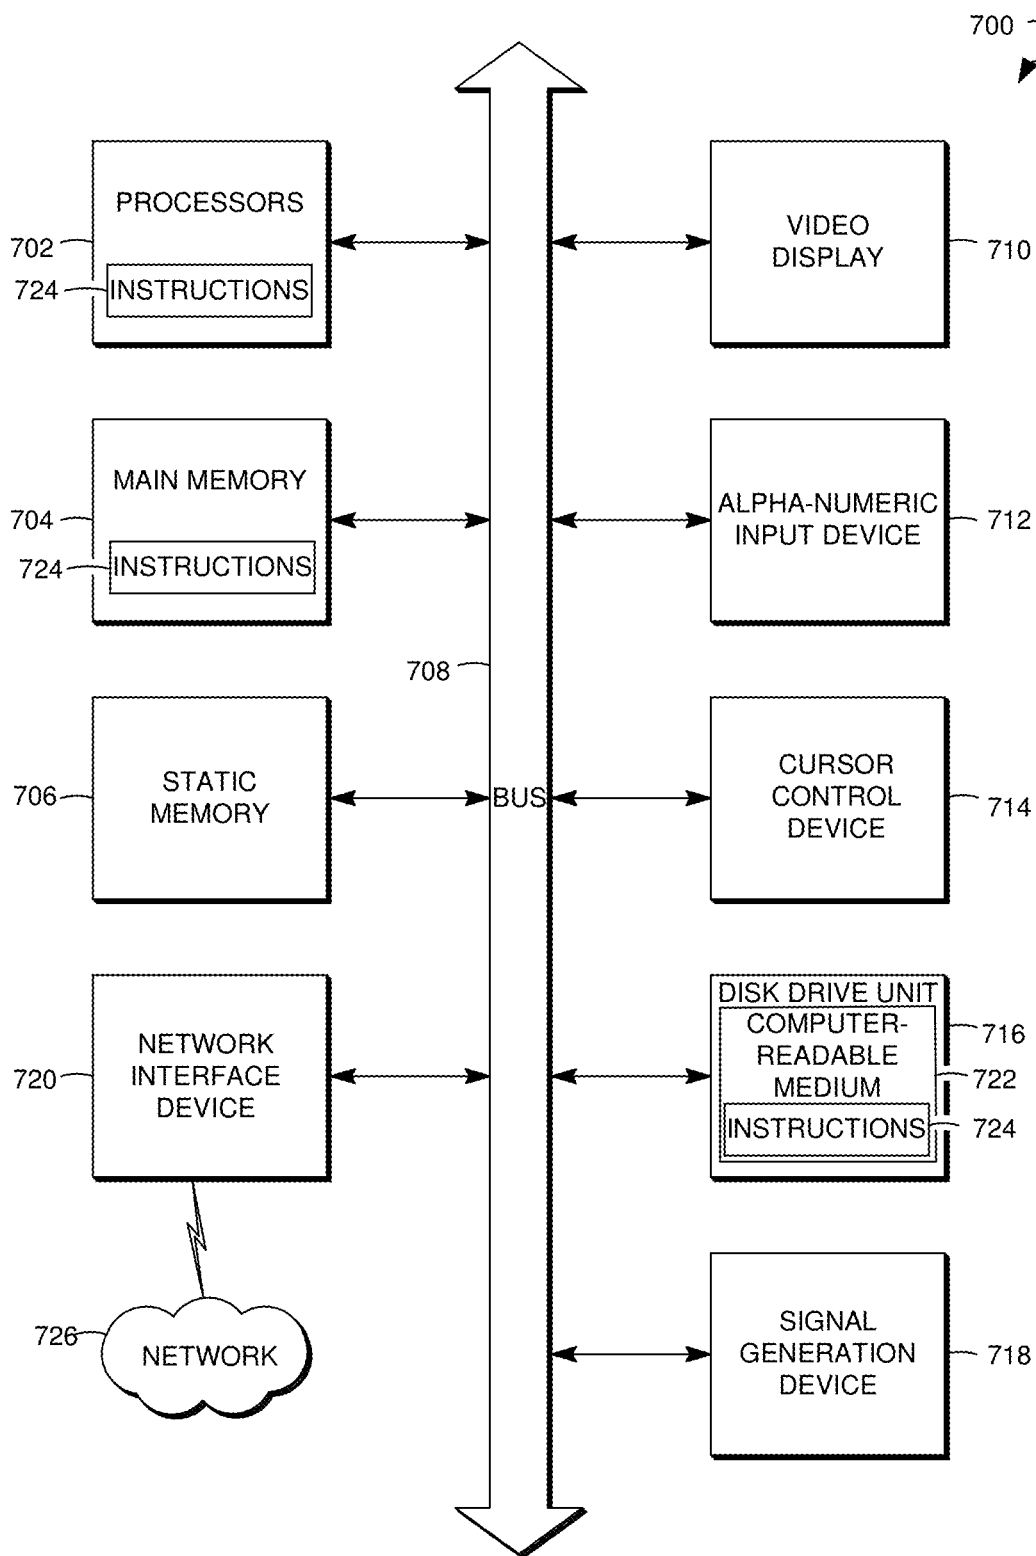 700
PROCESSORS
702
724
INSTRUCTIONS
VIDEO
DISPLAY
710
MAIN MEMORY
704
724
INSTRUCTIONS
ALPHA-NUMERIC
INPUT DEVICE
712
708
STATIC
MEMORY
706
BUS
CURSOR
CONTROL
DEVICE
714
NETWORK
INTERFACE
DEVICE
720
DISK DRIVE UNIT
716
COMPUTER-
READABLE
MEDIUM
722
INSTRUCTIONS
724
726
NETWORK
SIGNAL
GENERATION
DEVICE
718